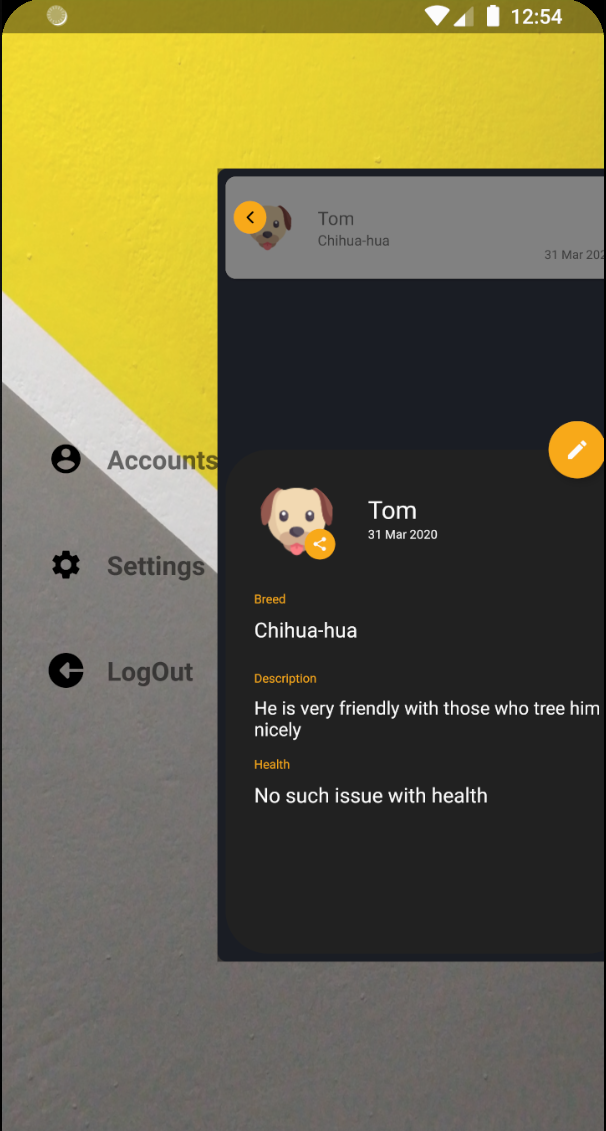 12:54
Tom
Chihua-hua
31 Mar 202
Accounts
Settings
LogOut
Tom
31 Mar 2020
Breed
Chihua-hua
Description
He is very friendly with those who tree him
nicely
Health
No such issue with health